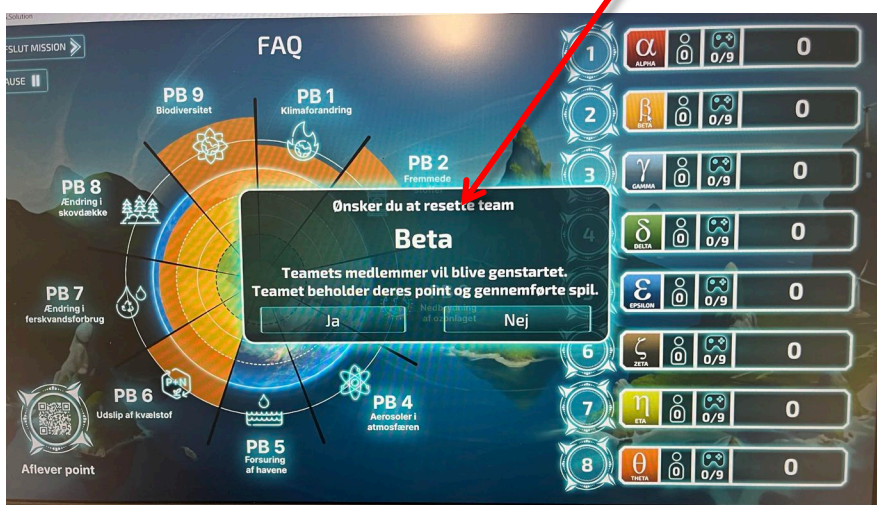 Solution
FSLUT MISSION
AUSE
FAQ
PB 9
Biodiversitet
PB 1
Klimaforandring
PB 2
Fremmede
PB 8
Ændring i
skovdække
PB 7
Ændring i
ferskvandsforbrug
PB 6
Udslip af kvælstof
P+N
PB 5
Forsuring
af havene
PB 4
Aerosoler i
atmosfæren
Nedbrydning
af ozonlaget
Aflever point
Ønsker du at resette team
Beta
Teamets medlemmer vil blive genstartet.
Teamet beholder deres point og gennemførte spil.
Ja Nej
1 α ALPHA 0 0/9 0
2 β BETA 0 0/9 0
3 γ GAMMA 0 0/9 0
4 δ DELTA 0 0/9 0
ε EPSILON 0 0/9 0
6 ζ ZETA 0 0/9 0
7 η ETA 0 0/9 0
8 θ THETA 0 0/9 0